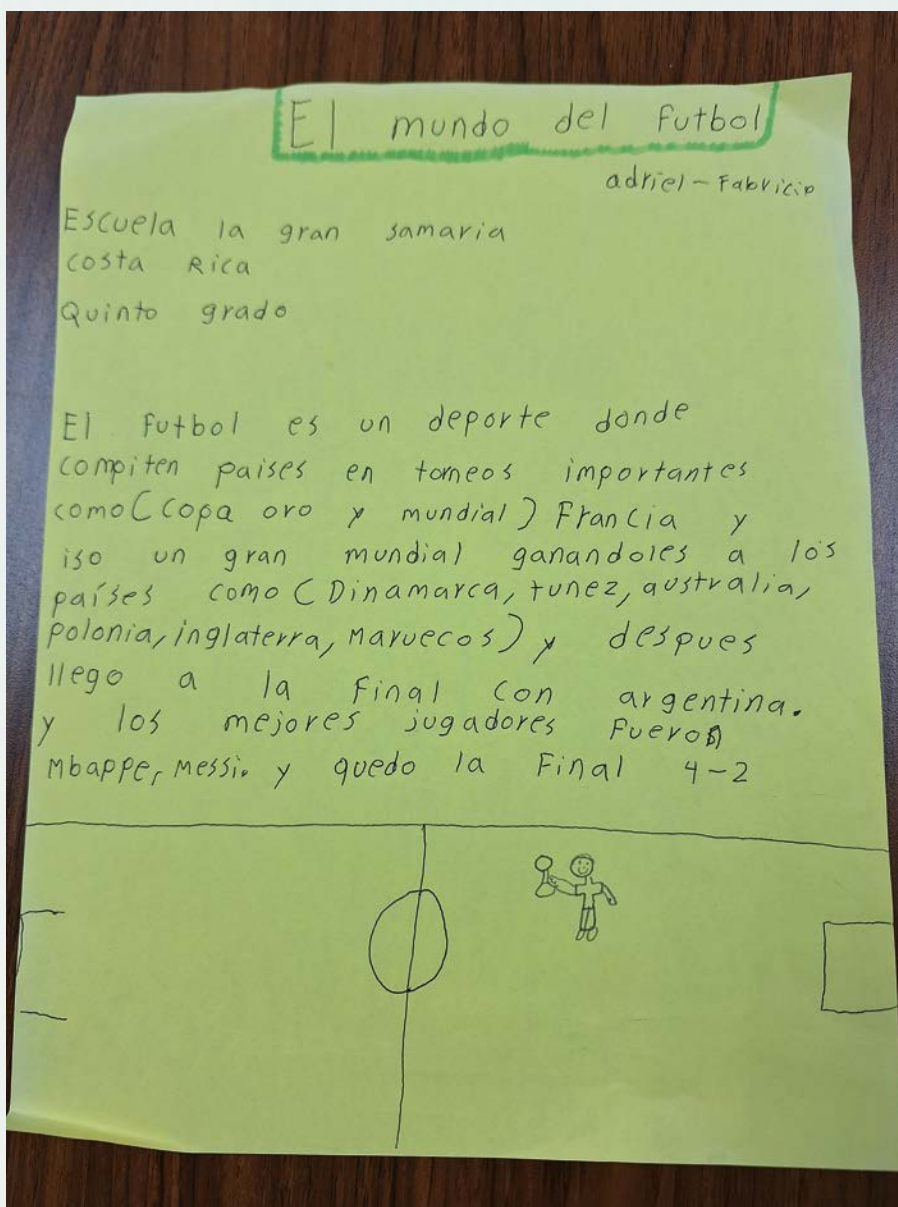 El mundo del futbol
adriel-Fabricio
Escuela la gran samaria
costa Rica
Quinto grado
El futbol es un deporte donde
compiten paises en torneos importantes
como (Copa oro y mundial) Francia y
iso un gran mundial ganandoles a los
países como (Dinamarca, tunez, australia,
polonia, inglaterra, Maruecos) y despues
llego a la final con argentina.
y los mejores jugadores fueron
Mbappe, Messi. y quedo la Final 4-2